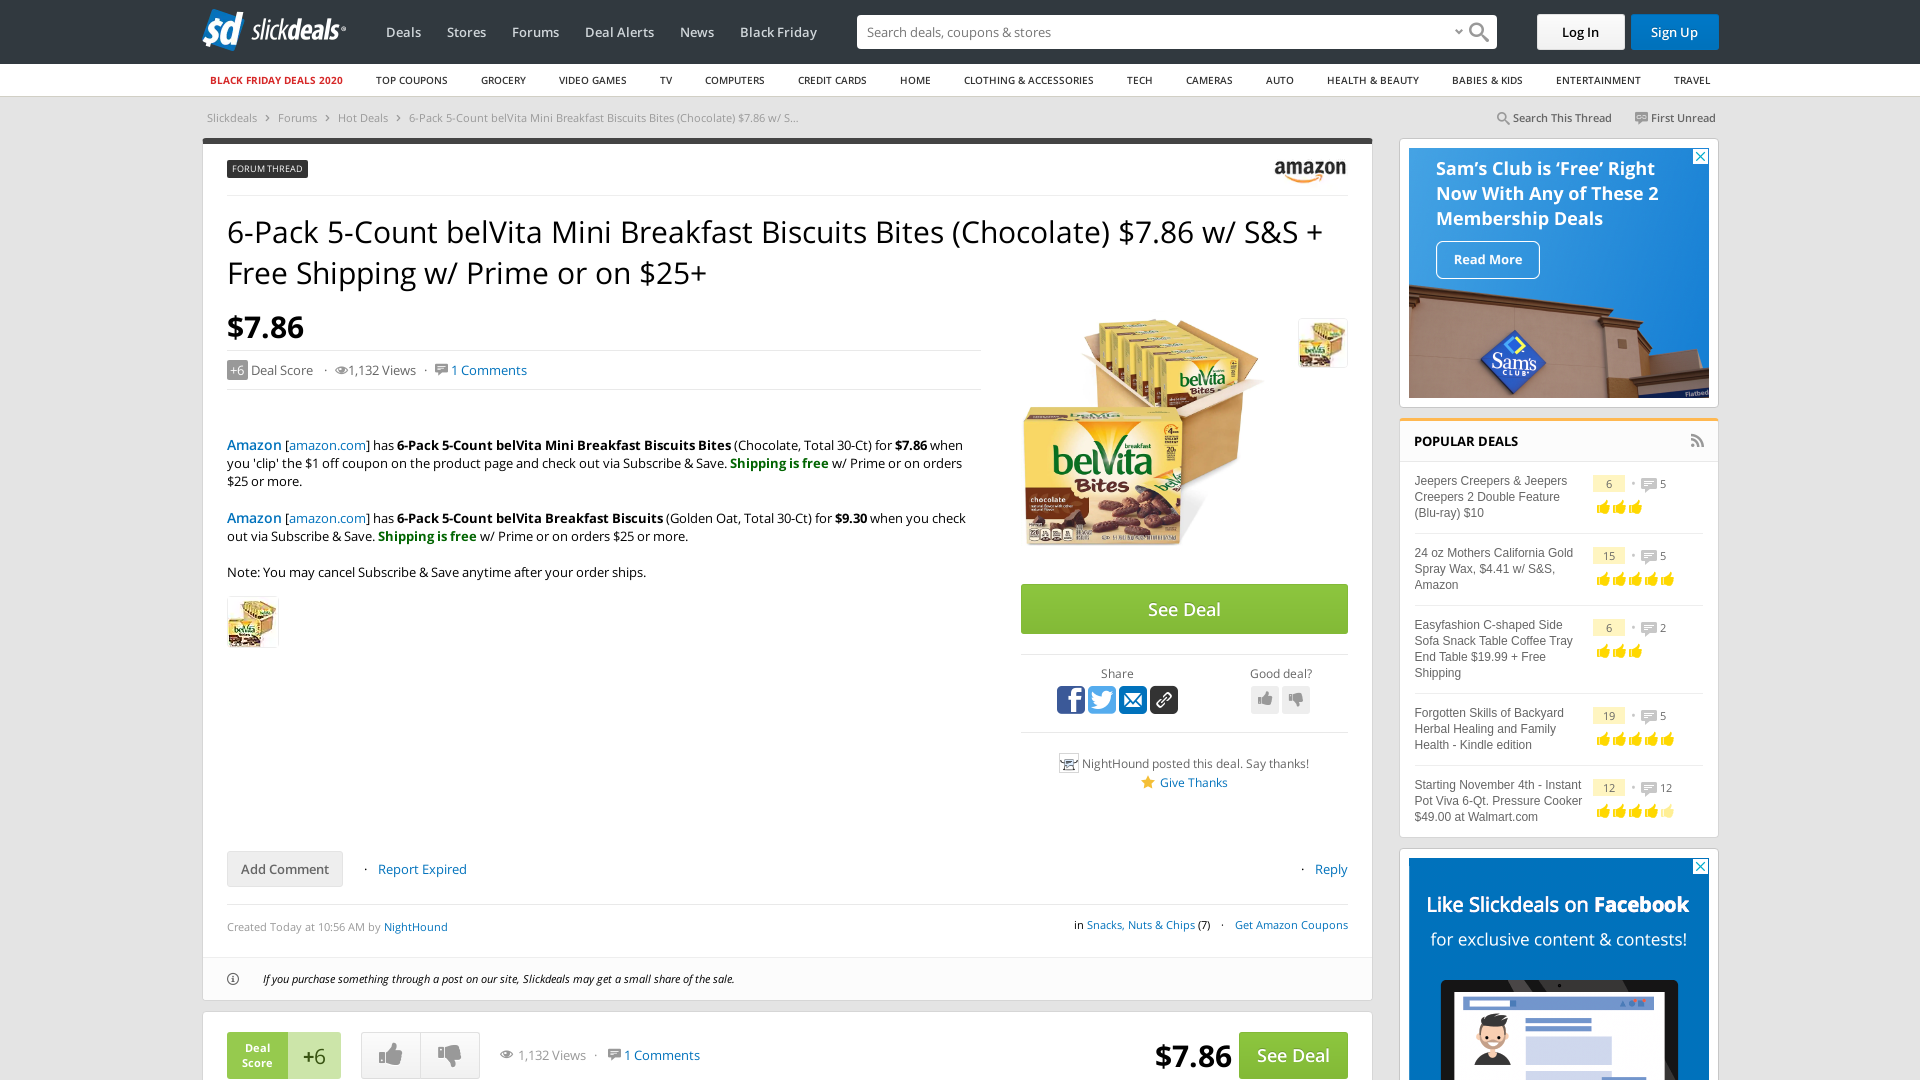 sd slickdeals
Deals Stores Forums Deal Alerts News Black Friday
Search deals, coupons & stores
Log In Sign Up
BLACK FRIDAY DEALS 2020 TOP COUPONS GROCERY VIDEO GAMES TV COMPUTERS CREDIT CARDS HOME CLOTHING & ACCESSORIES TECH CAMERAS AUTO HEALTH & BEAUTY BABIES & KIDS ENTERTAINMENT TRAVEL
Slickdeals › Forums › Hot Deals › 6-Pack 5-Count belVita Mini Breakfast Biscuits Bites (Chocolate) $7.86 w/ S...
Search This Thread First Unread
FORUM THREAD
amazon
6-Pack 5-Count belVita Mini Breakfast Biscuits Bites (Chocolate) $7.86 w/ S&S +
Free Shipping w/ Prime or on $25+
$7.86
+6 Deal Score · 1,132 Views · 1 Comments
Amazon [amazon.com] has 6-Pack 5-Count belVita Mini Breakfast Biscuits Bites (Chocolate, Total 30-Ct) for $7.86 when
you 'clip' the $1 off coupon on the product page and check out via Subscribe & Save. Shipping is free w/ Prime or on orders
$25 or more.
Amazon [amazon.com] has 6-Pack 5-Count belVita Breakfast Biscuits (Golden Oat, Total 30-Ct) for $9.30 when you check
out via Subscribe & Save. Shipping is free w/ Prime or on orders $25 or more.
Note: You may cancel Subscribe & Save anytime after your order ships.
belVita
Bites
breakfast
belVita
Bites
chocolate
See Deal
Share Good deal?
NightHound posted this deal. Say thanks!
Give Thanks
Add Comment · Report Expired
· Reply
Created Today at 10:56 AM by NightHound
in Snacks, Nuts & Chips (7) · Get Amazon Coupons
If you purchase something through a post on our site, Slickdeals may get a small share of the sale.
Deal
Score
+6
1,132 Views · 1 Comments
$7.86 See Deal
Sam's Club is 'Free' Right
Now With Any of These 2
Membership Deals
Read More
Sam's
CLUB
Flatbed
POPULAR DEALS
Jeepers Creepers & Jeepers
Creepers 2 Double Feature
(Blu-ray) $10
6 • 5
24 oz Mothers California Gold
Spray Wax, $4.41 w/ S&S,
Amazon
15 • 5
Easyfashion C-shaped Side
Sofa Snack Table Coffee Tray
End Table $19.99 + Free
Shipping
6 • 2
Forgotten Skills of Backyard
Herbal Healing and Family
Health - Kindle edition
19 • 5
Starting November 4th - Instant
Pot Viva 6-Qt. Pressure Cooker
$49.00 at Walmart.com
12 • 12
Like Slickdeals on Facebook
for exclusive content & contests!